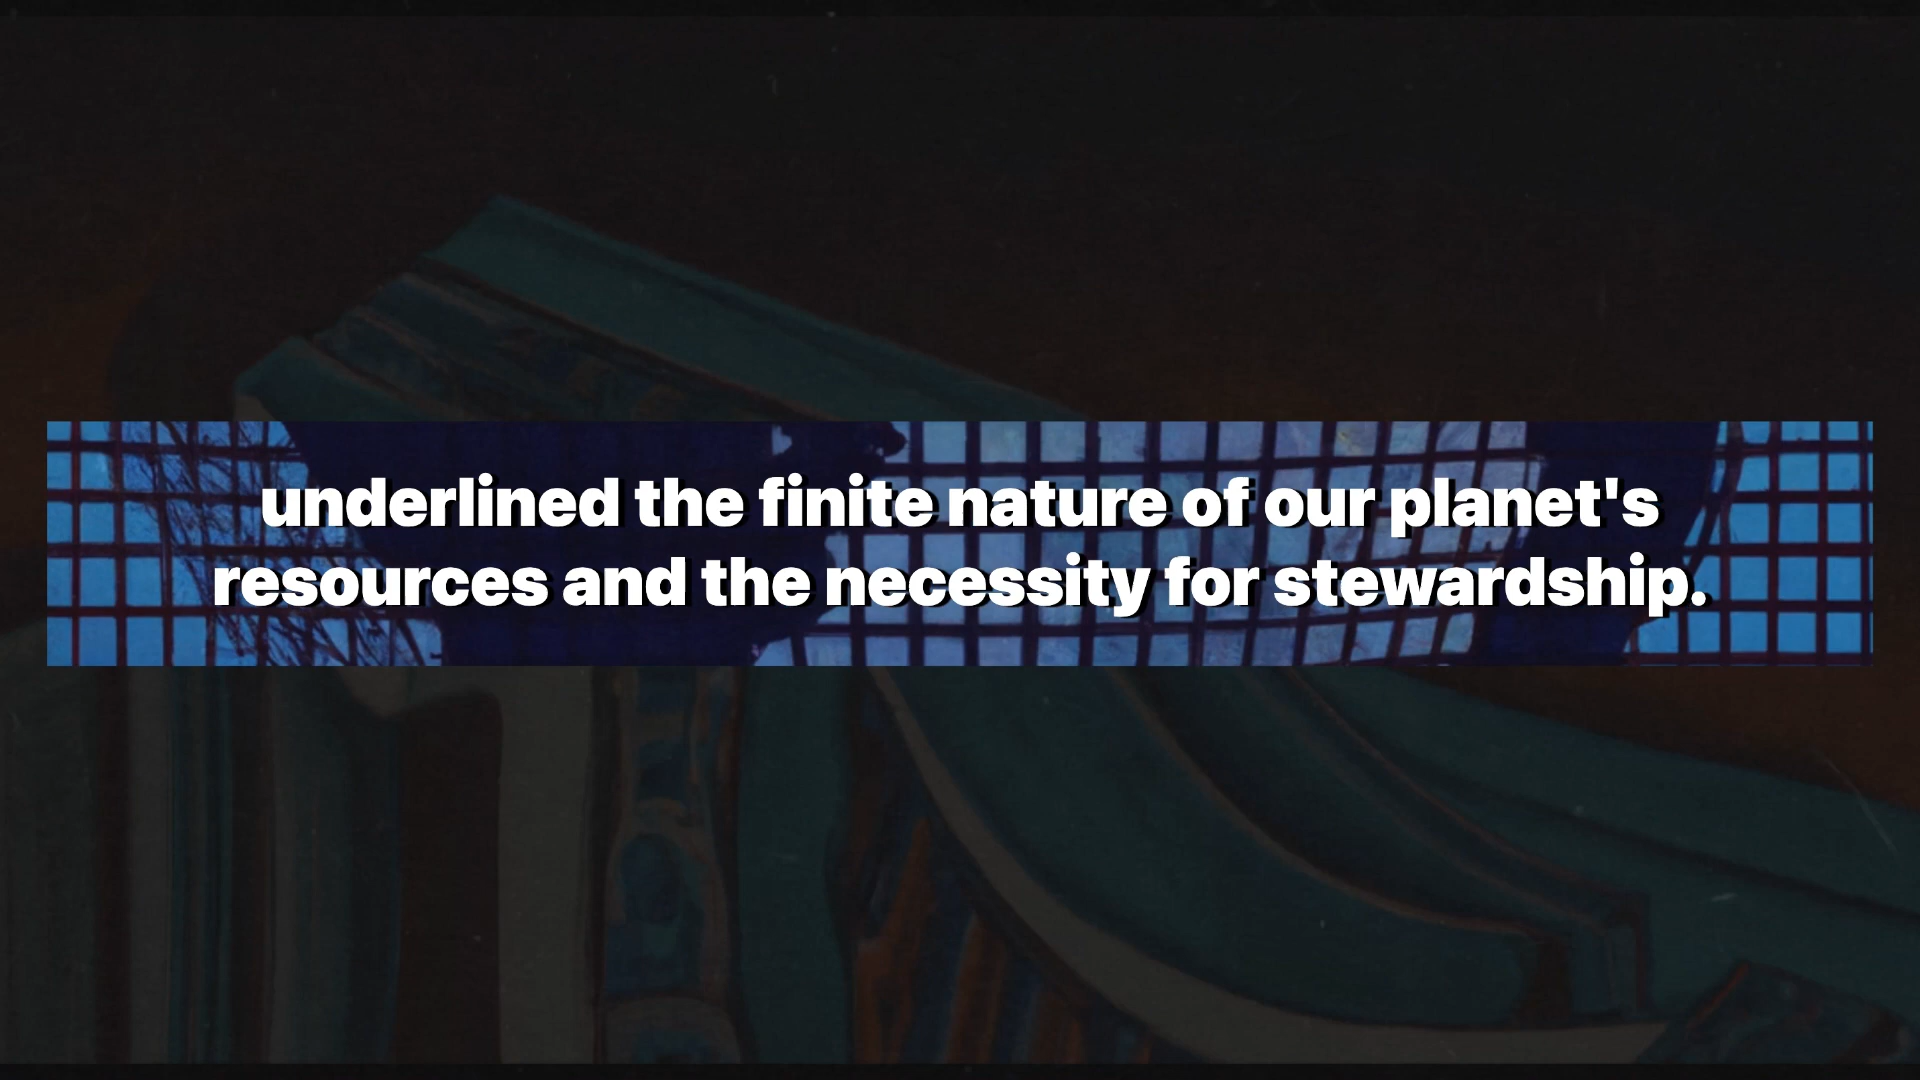 underlined the finite nature of our planet's
resources and the necessity for stewardship.